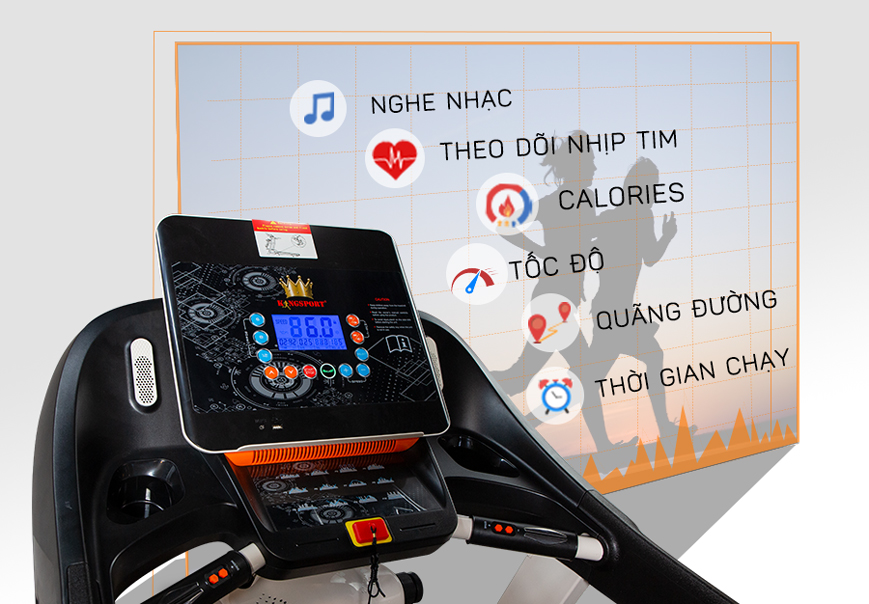 NGHE NHẠC
THEO DÕI NHỊP TIM
CALORIES
TỐC ĐỘ
QUÃNG ĐƯỜNG
THỜI GIAN CHẠY
KINGSPORT
86.0